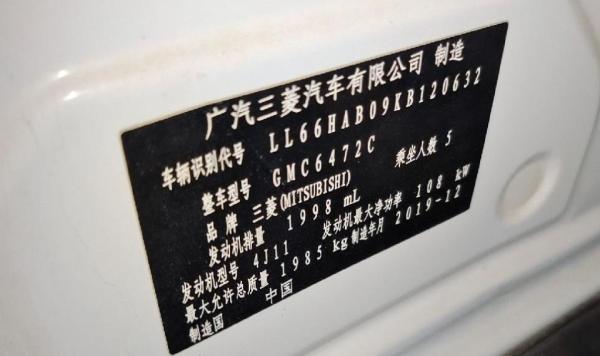 广汽三菱汽车有限公司 制造
车辆识别代号 LL66HAB09KB120632
整车型号 GMC6472C 乘坐人数 5
品牌 三菱(MITSUBISHI)
发动机排量 1998 mL 发动机最大净功率 108 kW
发动机型号 4J11
最大允许总质量 1985 kg 制造年月 2019-12
制造国 中国